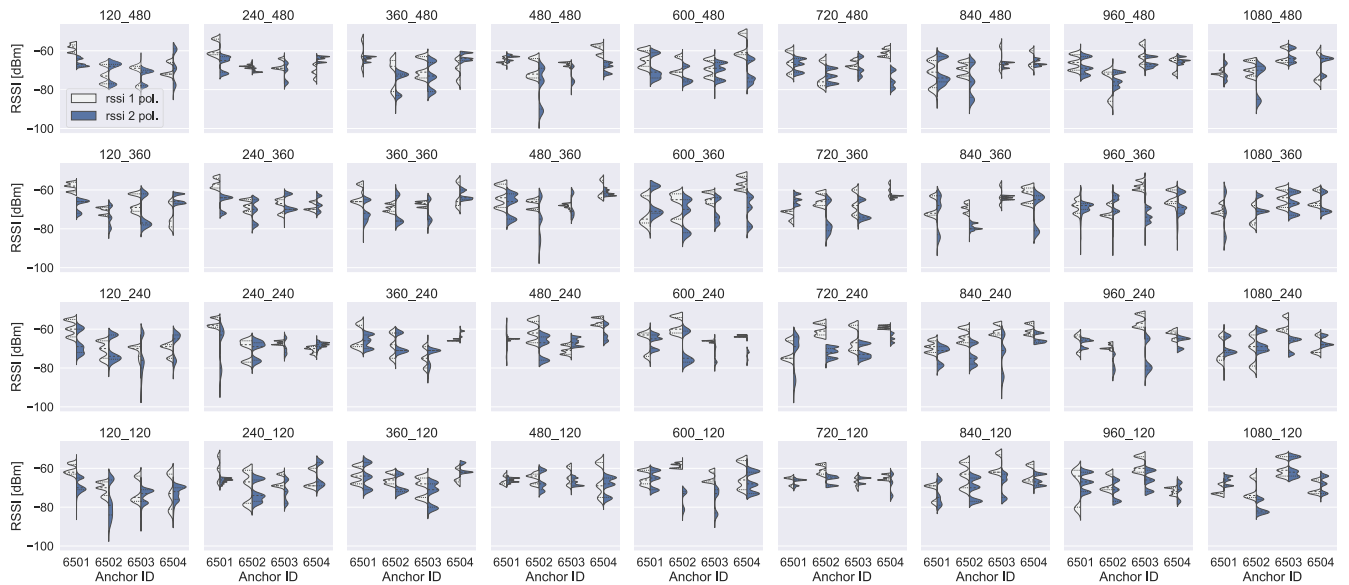 120_480 240_480 360_480 480_480 600_480 720_480 840_480 960_480 1080_480
RSSI [dBm]
−60
−80
−100
rssi 1 pol.
rssi 2 pol.
120_360 240_360 360_360 480_360 600_360 720_360 840_360 960_360 1080_360
RSSI [dBm]
−60
−80
−100
120_240 240_240 360_240 480_240 600_240 720_240 840_240 960_240 1080_240
RSSI [dBm]
−60
−80
−100
120_120 240_120 360_120 480_120 600_120 720_120 840_120 960_120 1080_120
RSSI [dBm]
−60
−80
−100
6501 6502 6503 6504 6501 6502 6503 6504 6501 6502 6503 6504 6501 6502 6503 6504 6501 6502 6503 6504 6501 6502 6503 6504 6501 6502 6503 6504 6501 6502 6503 6504 6501 6502 6503 6504
Anchor ID Anchor ID Anchor ID Anchor ID Anchor ID Anchor ID Anchor ID Anchor ID Anchor ID